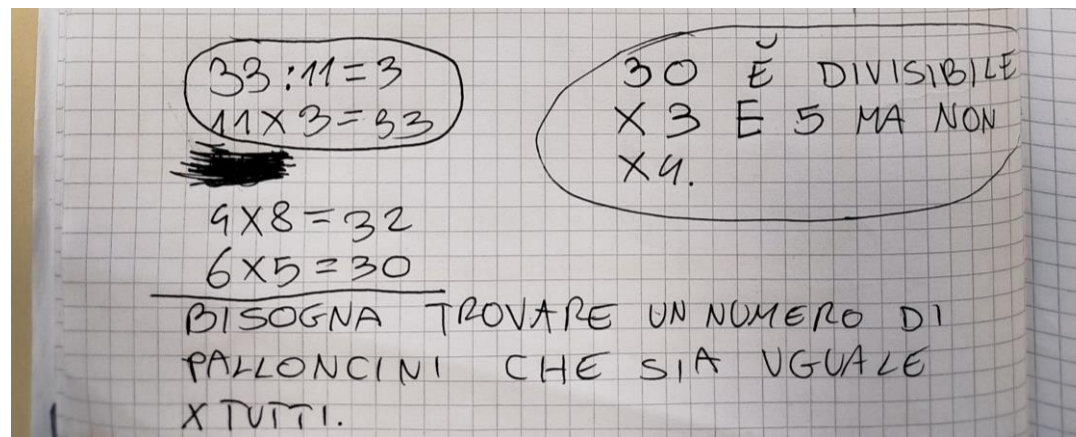 33:11=3
11X3=33
4X8=32
6X5=30
30 È DIVISIBILE
X 3 E 5 MA NON
X4.
BISOGNA TROVARE UN NUMERO DI
PALLONCINI CHE SIA UGUALE
X TUTTI.